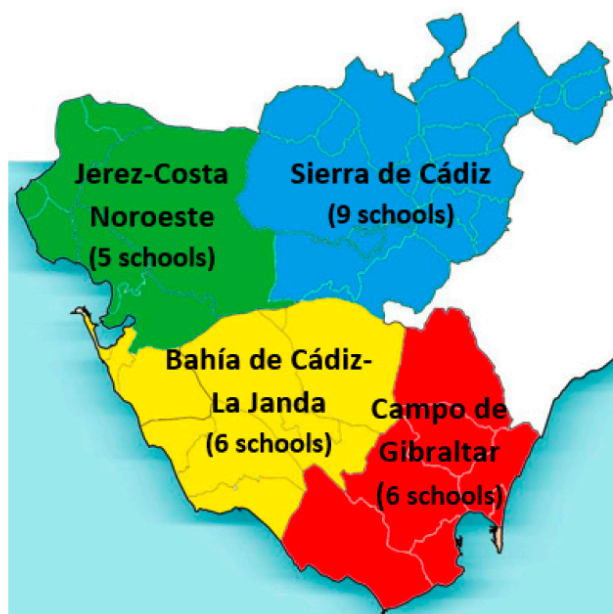 Jerez-Costa
Noroeste
(5 schools)
Sierra de Cádiz
(9 schools)
Bahía de Cádiz-
La Janda
(6 schools)
Campo de
Gibraltar
(6 schools)